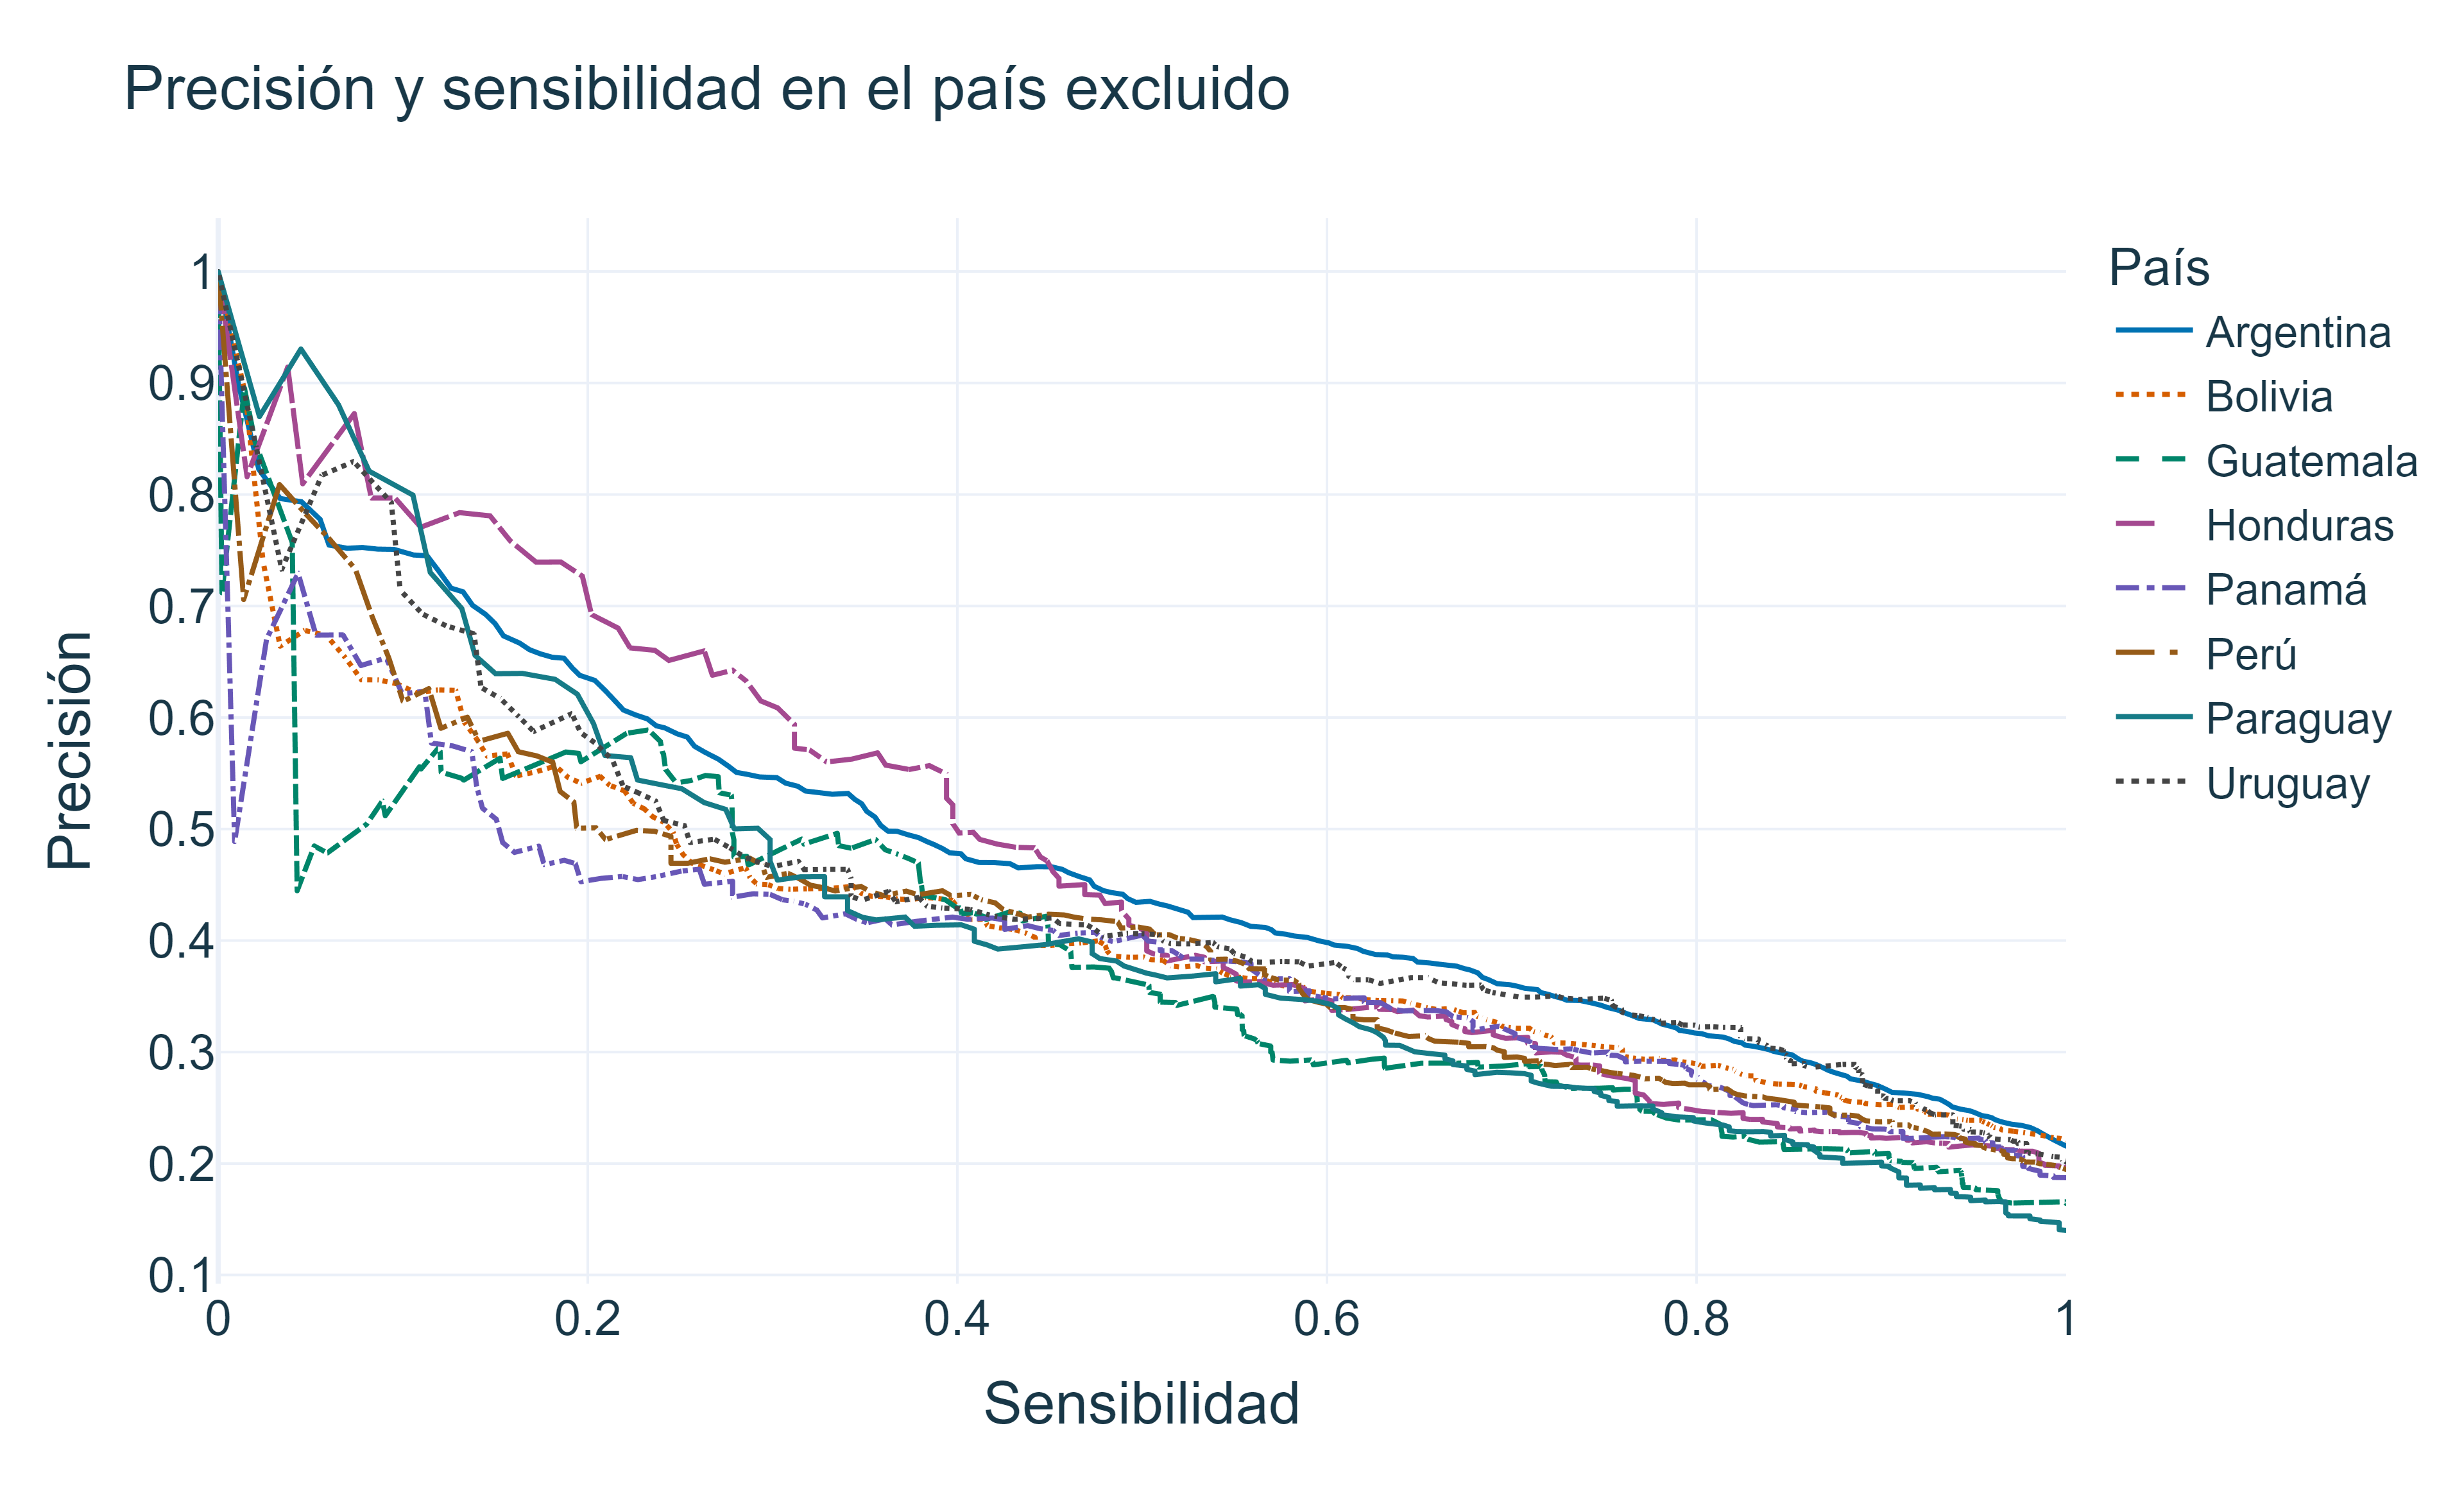 Precisión y sensibilidad en el país excluido
Precisión
1
0.9
0.8
0.7
0.6
0.5
0.4
0.3
0.2
0.1
0
0.2
0.4
0.6
0.8
1
Sensibilidad
País
Argentina
Bolivia
Guatemala
Honduras
Panamá
Perú
Paraguay
Uruguay